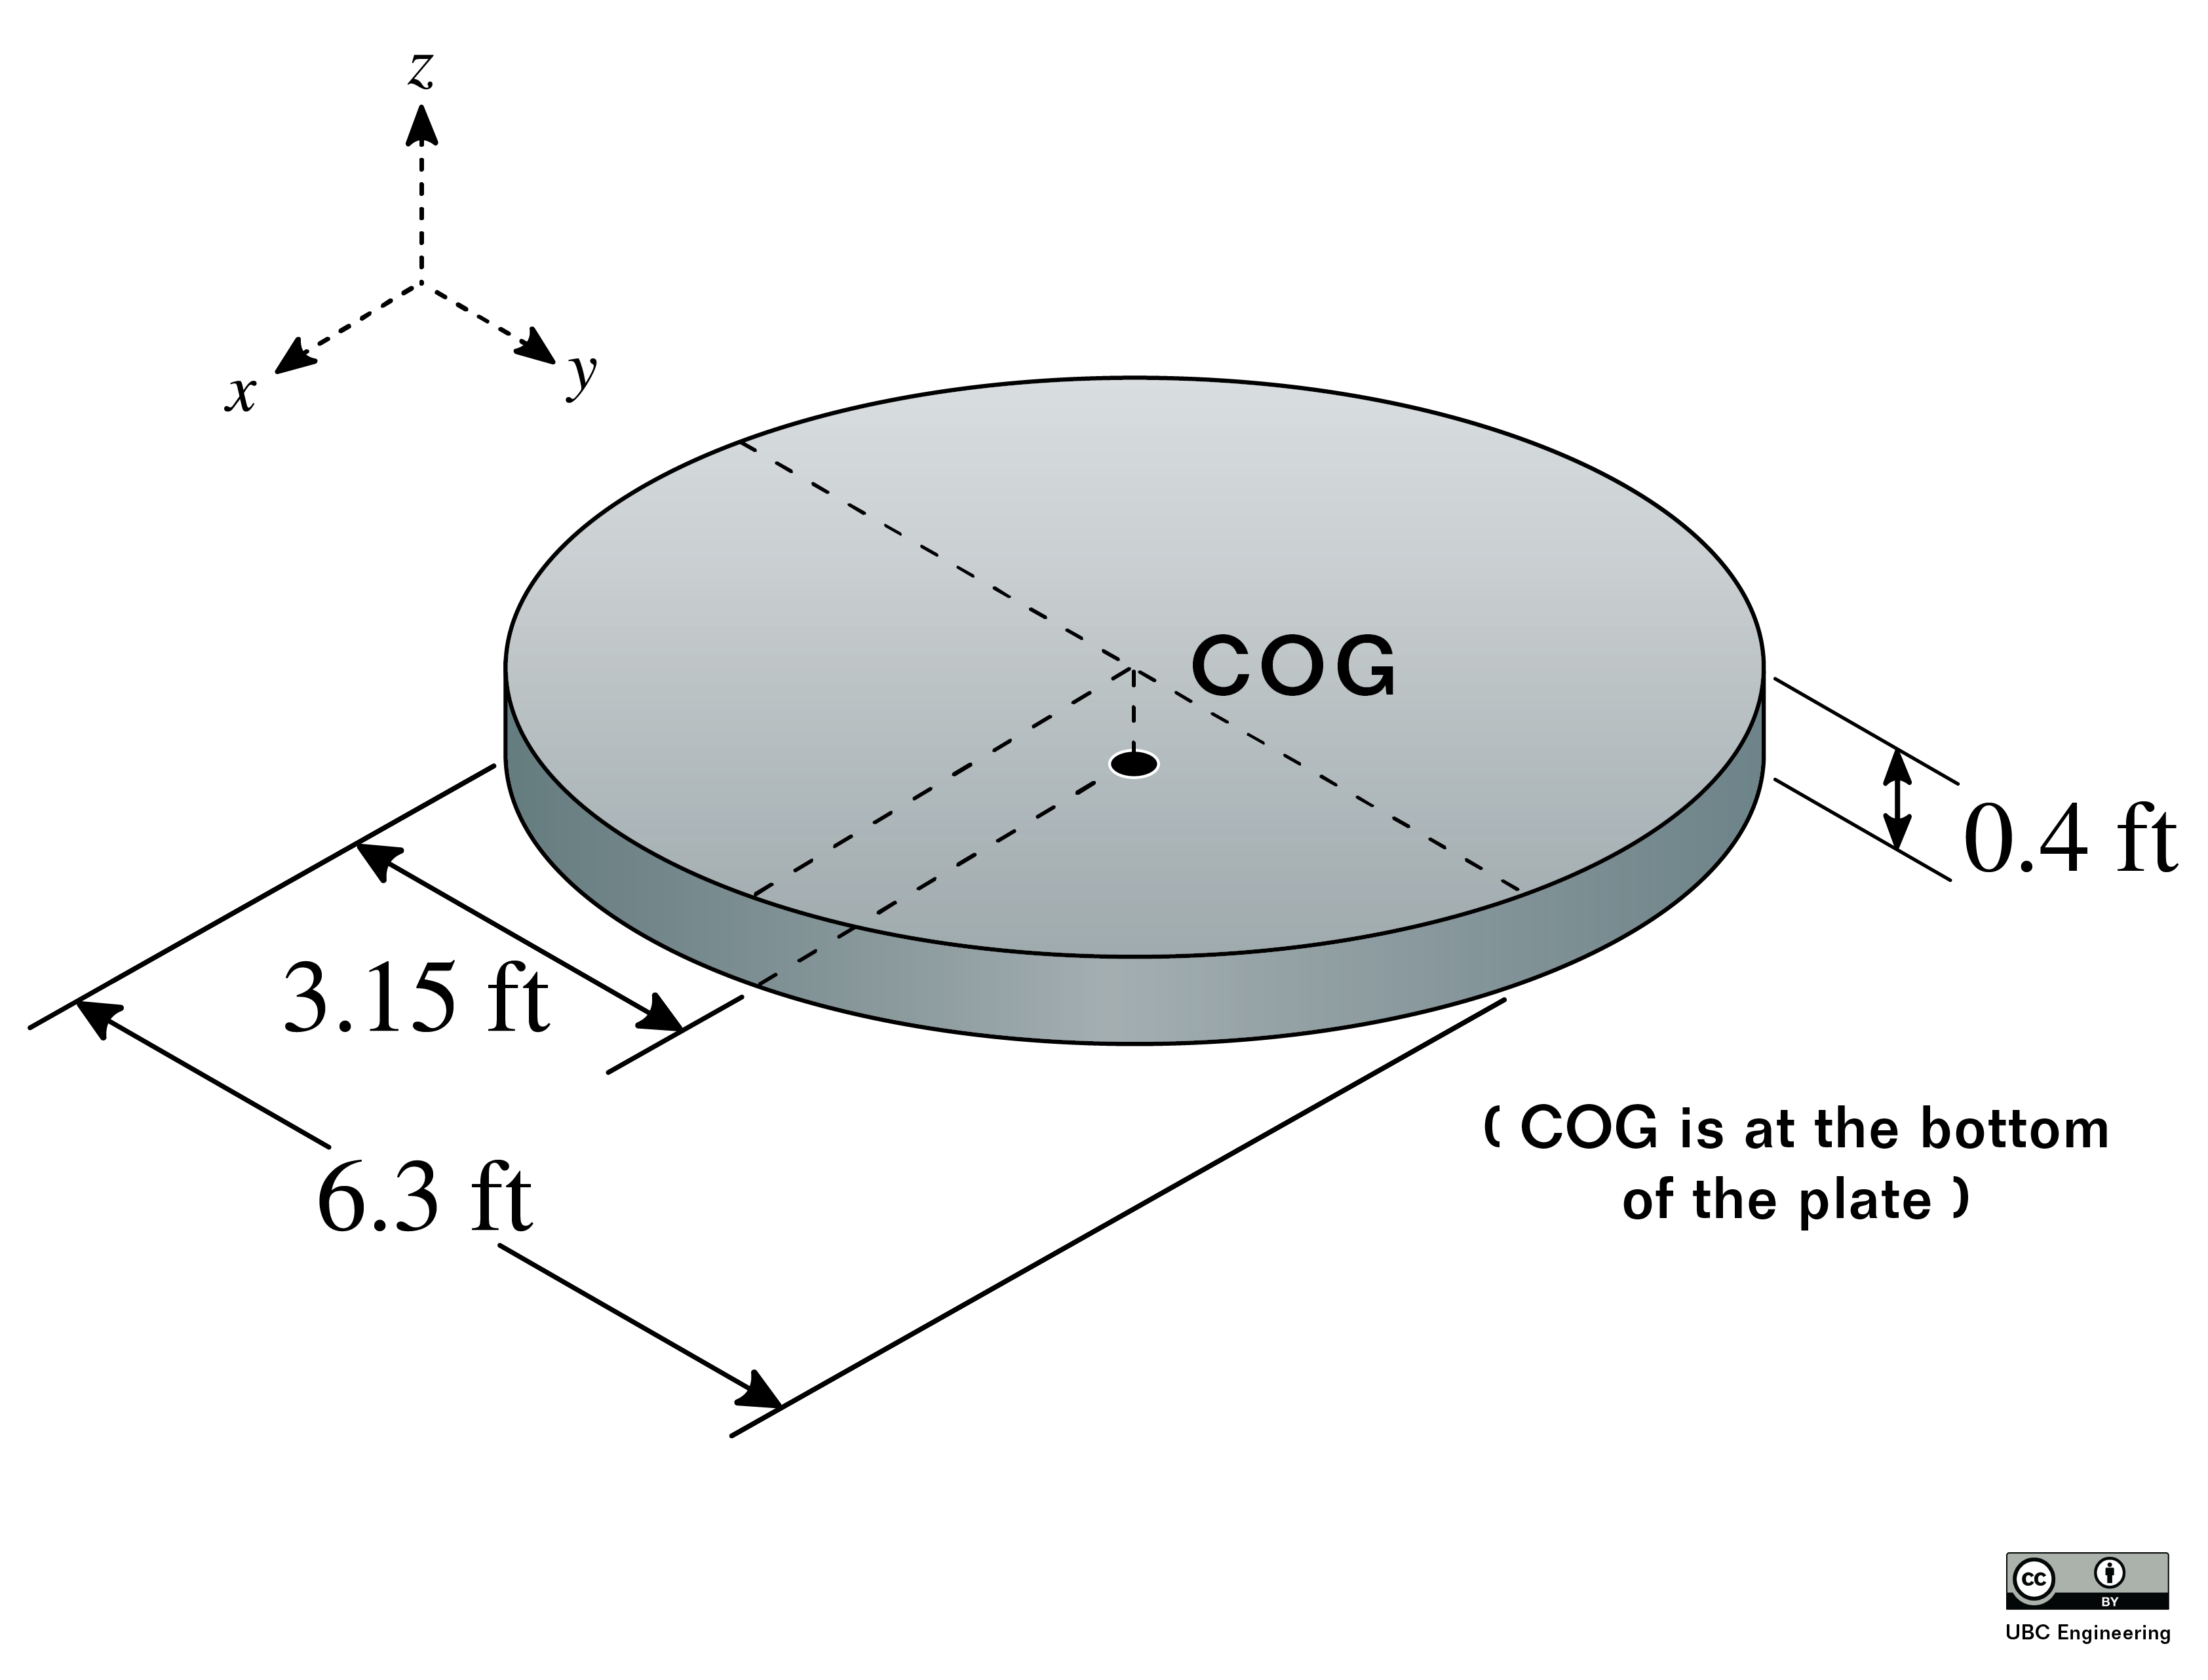 z
x
y
COG
0.4 ft
3.15 ft
6.3 ft
( COG is at the bottom
of the plate )
CC
BY
UBC Engineering